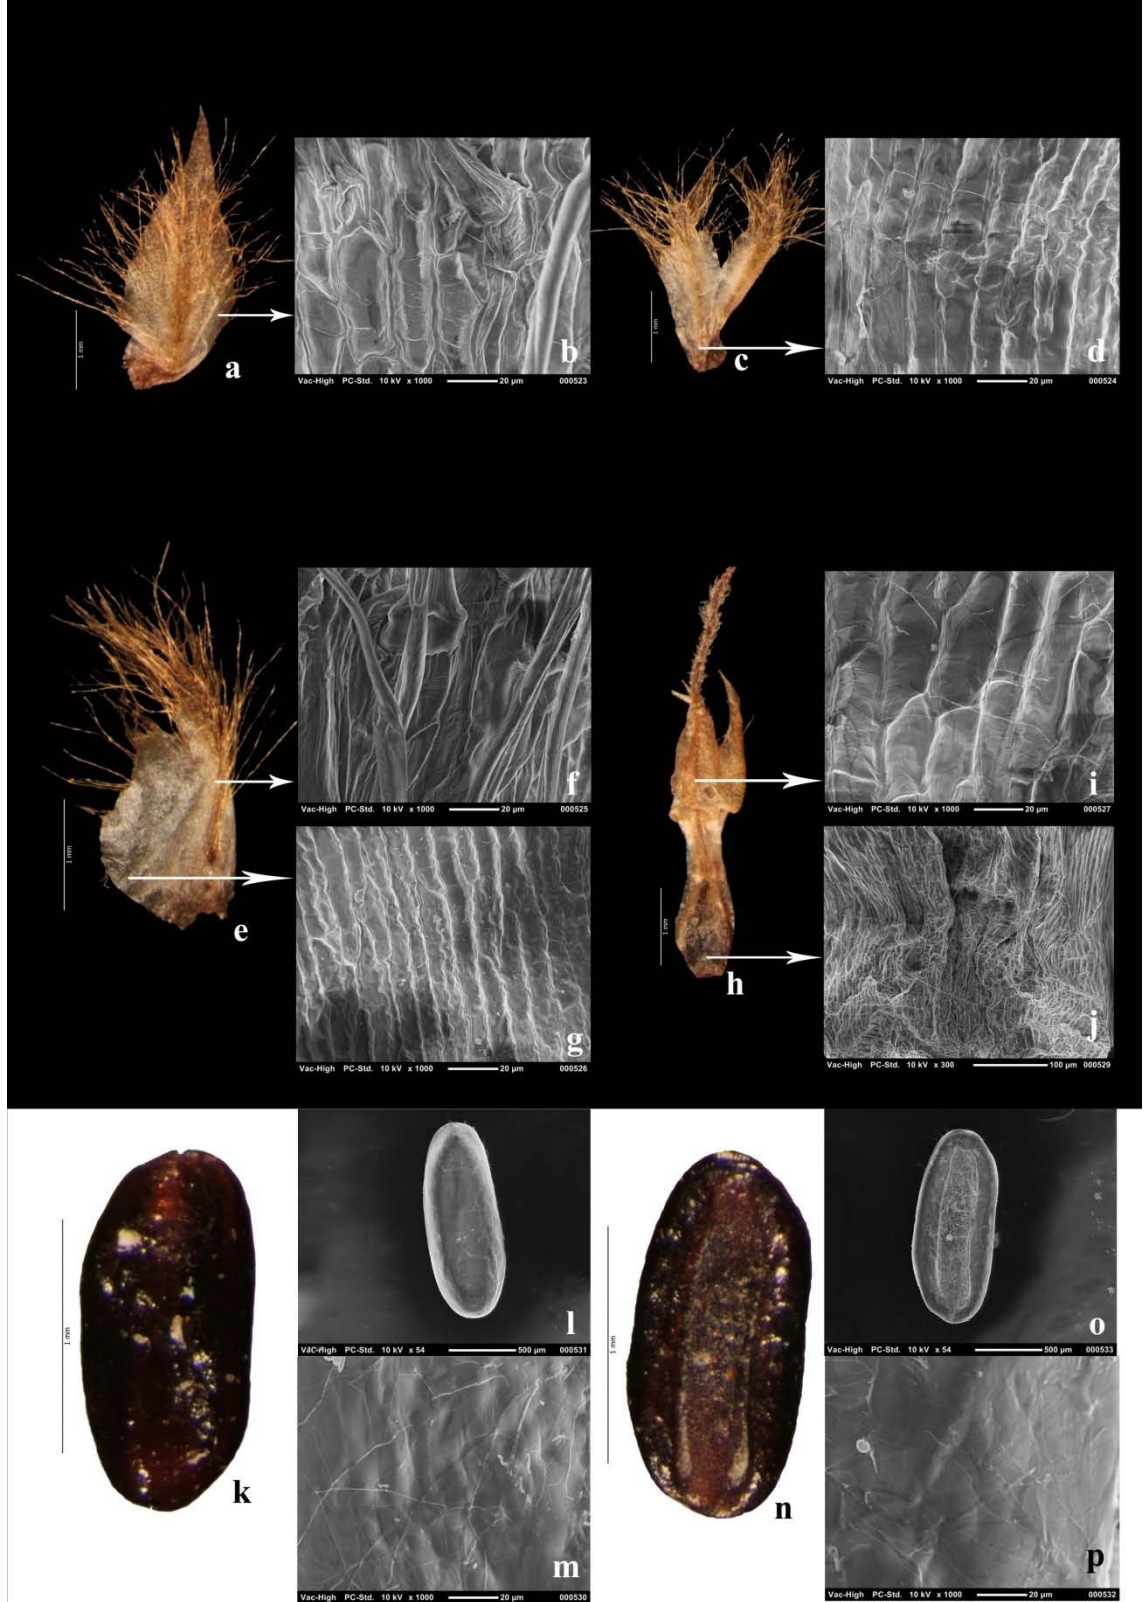 1 mm
a
b
Vac-High PC-Std. 10 kV x 1000 20 µm 000523
1 mm
c
d
Vac-High PC-Std. 10 kV x 1000 20 µm 000524
1 mm
e
f
Vac-High PC-Std. 10 kV x 1000 20 µm 000525
g
Vac-High PC-Std. 10 kV x 1000 20 µm 000526
1 mm
h
i
Vac-High PC-Std. 10 kV x 1000 20 µm 000527
j
Vac-High PC-Std. 10 kV x 300 100 µm 000529
1 mm
k
l
PC-Std. 10 kV x 54 500 µm 000531
m
Vac-High PC-Std. 10 kV x 1000 20 µm 000530
1 mm
n
o
Vac-High PC-Std. 10 kV x 54 500 µm 000533
p
Vac-High PC-Std. 10 kV x 1000 20 µm 000532